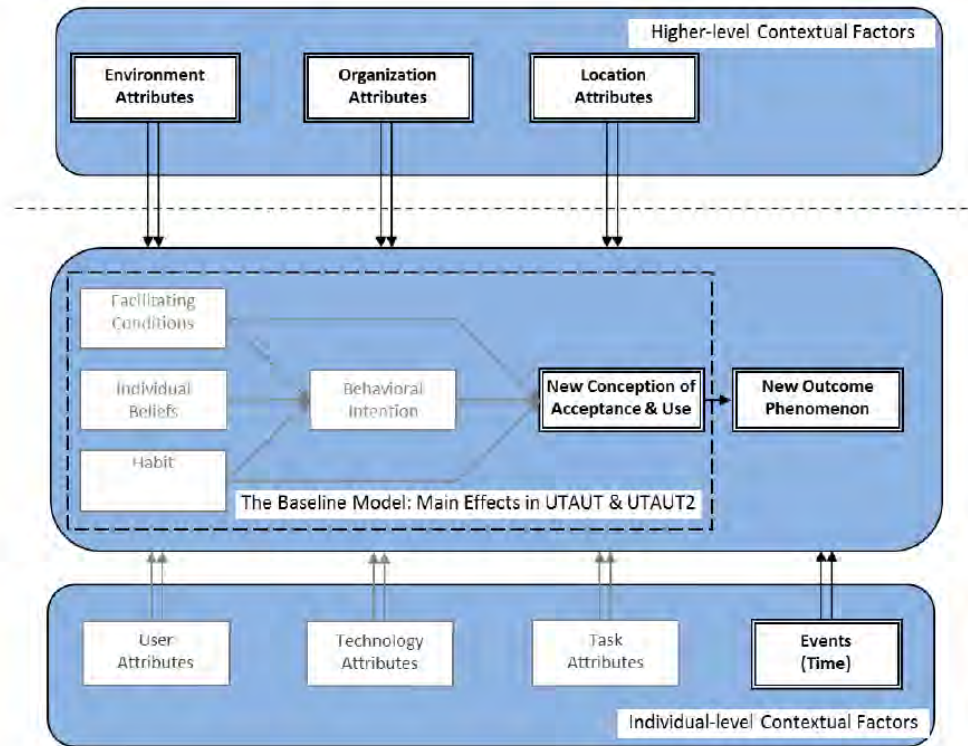 Higher-level Contextual Factors
Environment
Attributes
Organization
Attributes
Location
Attributes
Facilitating
Conditions
Individual
Beliefs
Habit
Behavioral
Intention
New Conception of
Acceptance & Use
New Outcome
Phenomenon
The Baseline Model: Main Effects in UTAUT & UTAUT2
User
Attributes
Technology
Attributes
Task
Attributes
Events
(Time)
Individual-level Contextual Factors